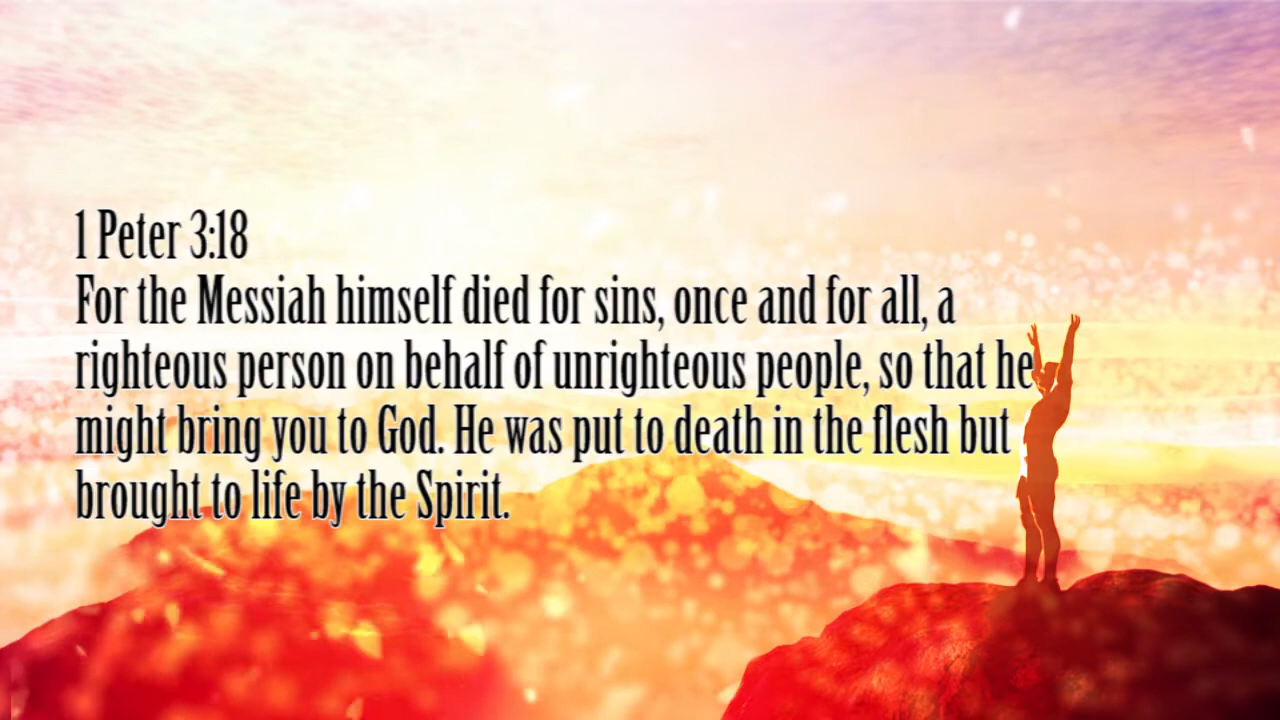 1 Peter 3:18
For the Messiah himself died for sins, once and for all, a
righteous person on behalf of unrighteous people, so that he
might bring you to God. He was put to death in the flesh but
brought to life by the Spirit.